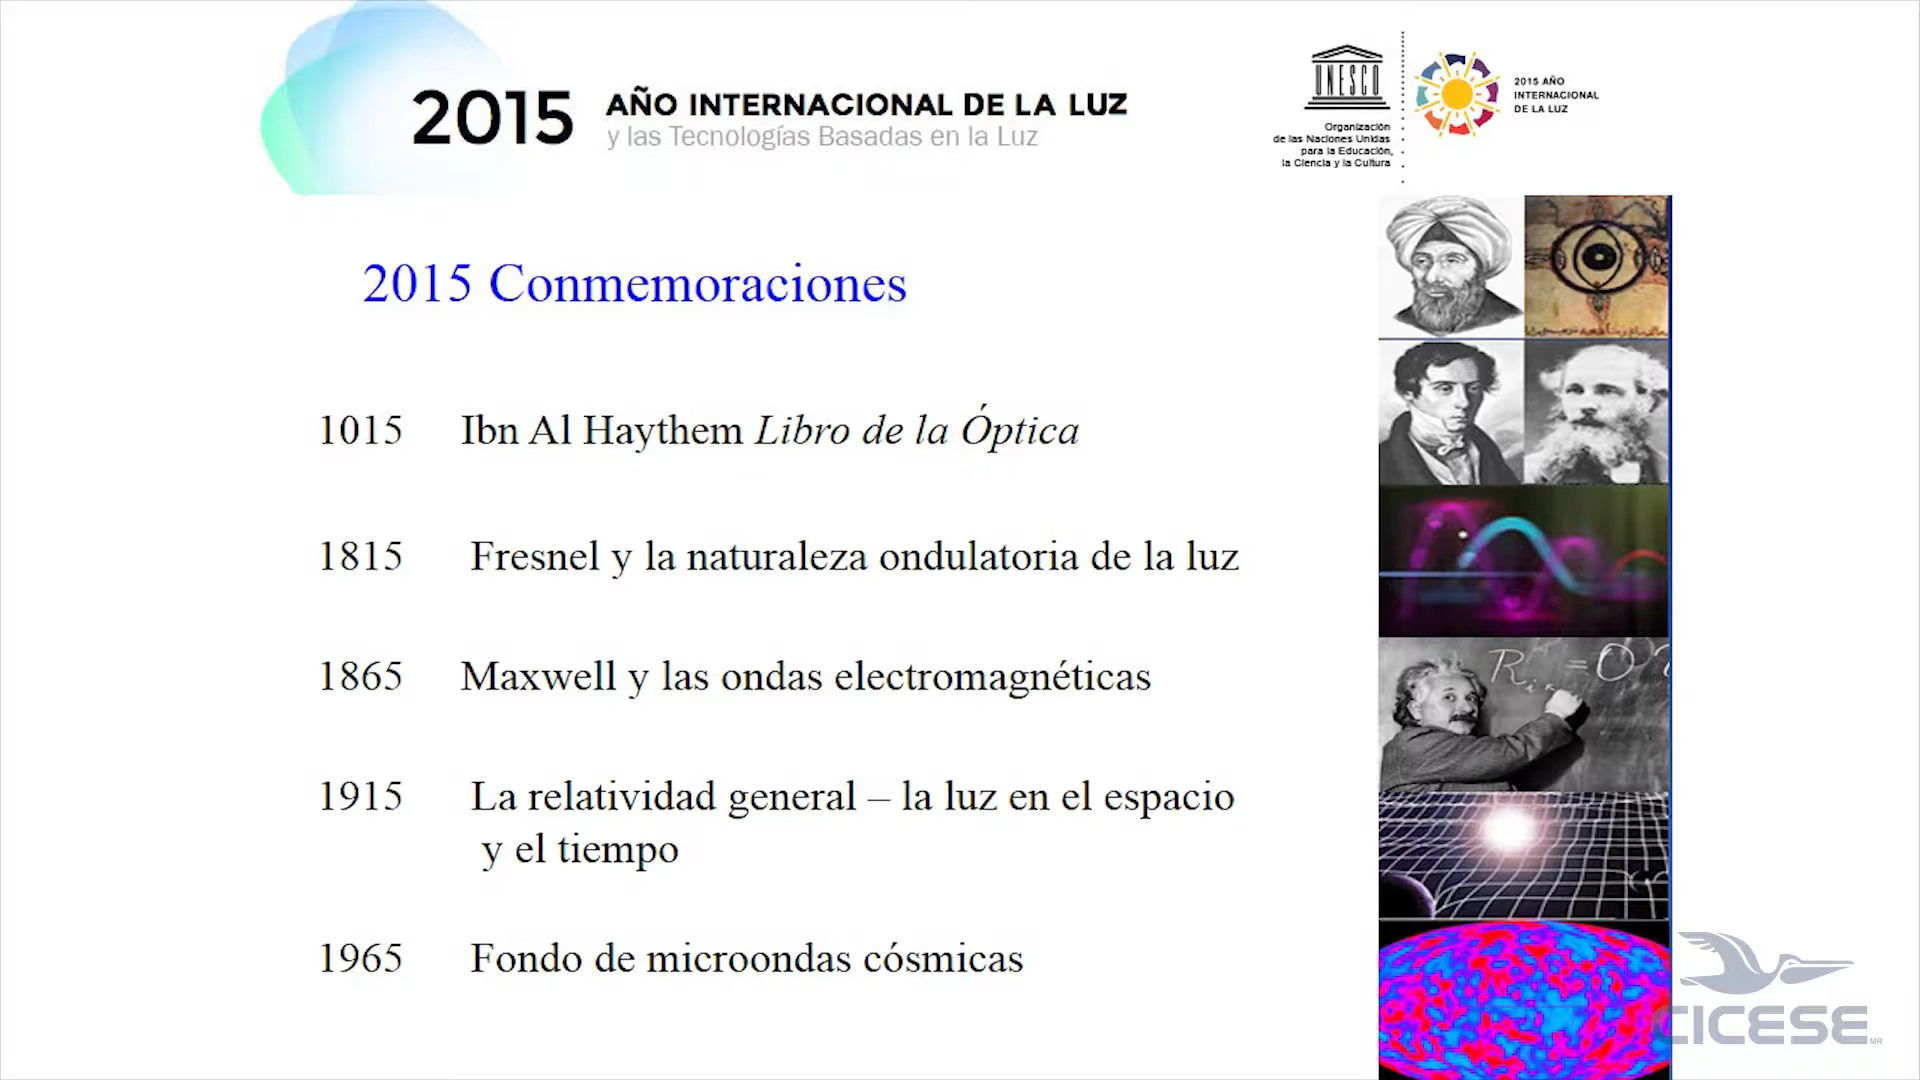 2015 AÑO INTERNACIONAL DE LA LUZ
y las Tecnologías Basadas en la Luz
UNESCO
Organización
de las Naciones Unidas
para la Educación,
la Ciencia y la Cultura
2015 AÑO
INTERNACIONAL
DE LA LUZ
2015 Conmemoraciones
1015 Ibn Al Haythem Libro de la Óptica
1815 Fresnel y la naturaleza ondulatoria de la luz
1865 Maxwell y las ondas electromagnéticas
1915 La relatividad general – la luz en el espacio
y el tiempo
1965 Fondo de microondas cósmicas
CICESE MR